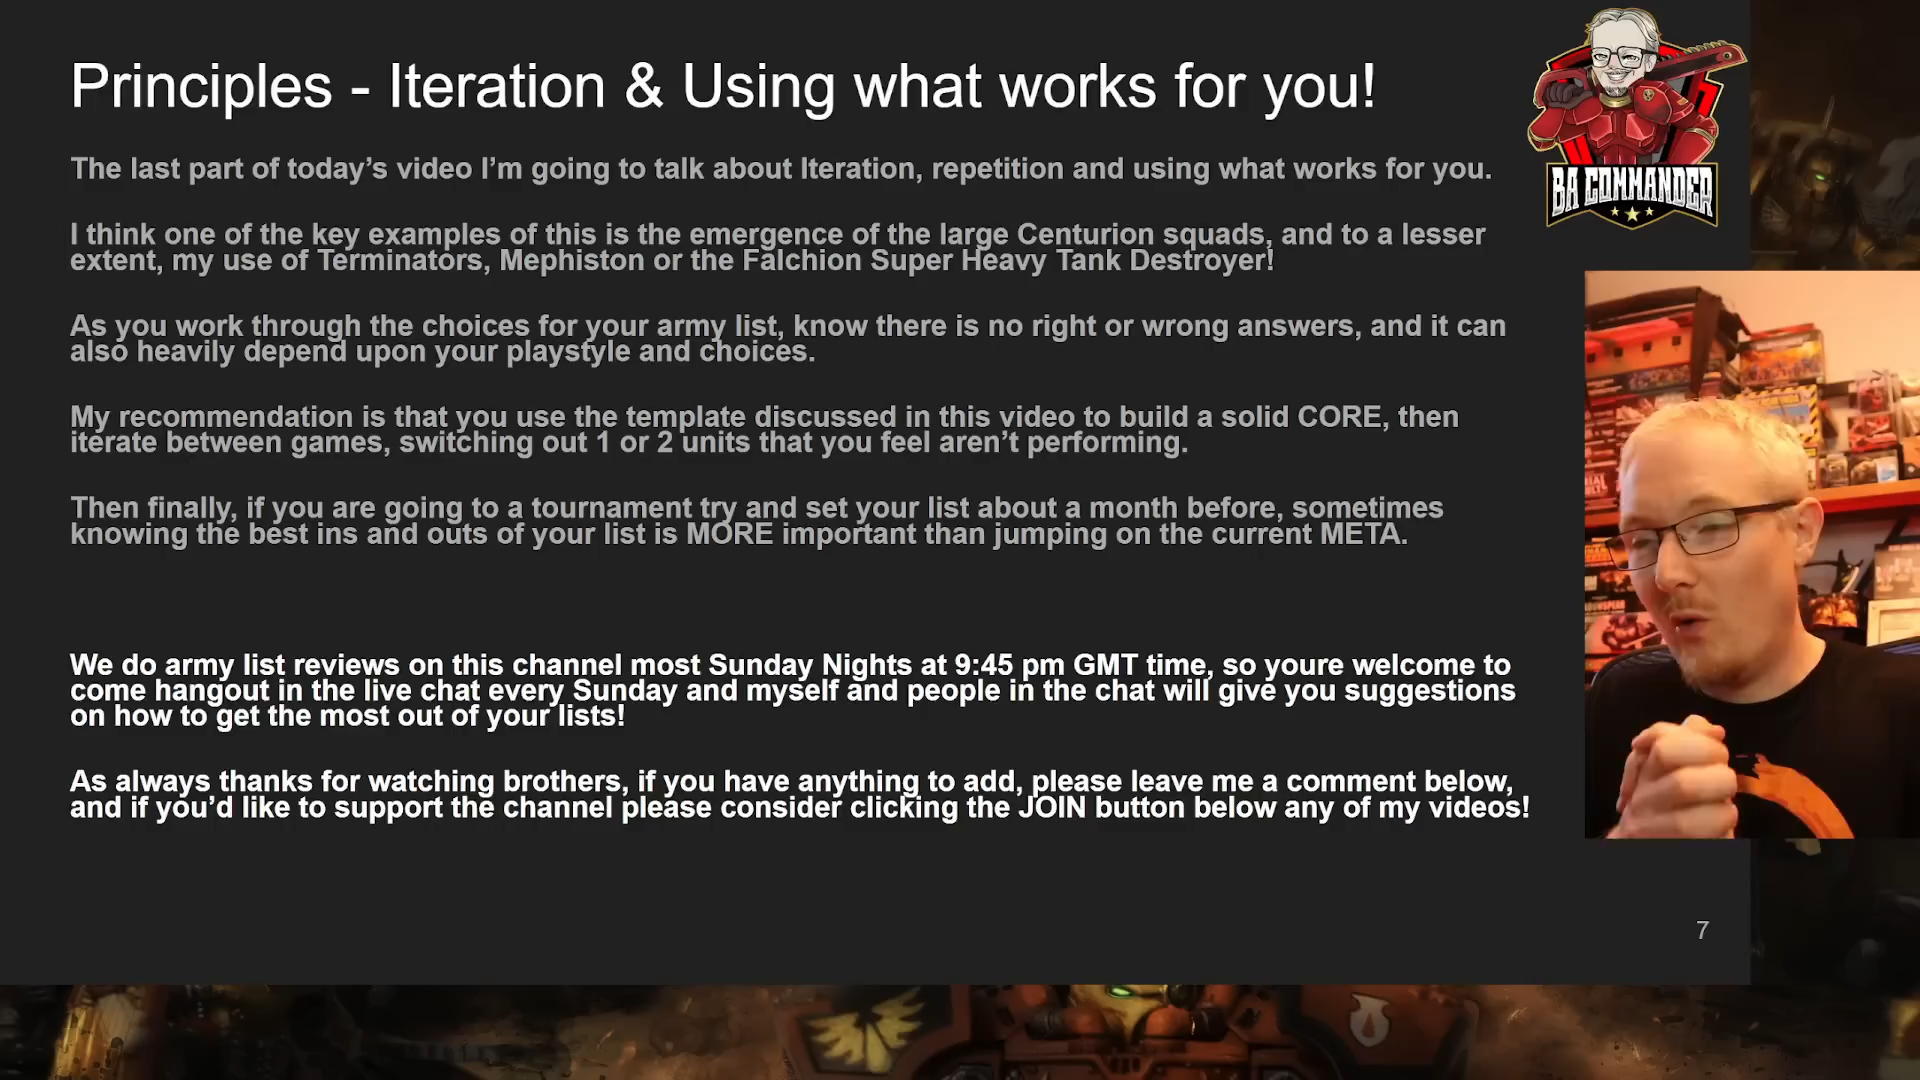 Principles - Iteration & Using what works for you!
The last part of today's video I'm going to talk about Iteration, repetition and using what works for you.
I think one of the key examples of this is the emergence of the large Centurion squads, and to a lesser
extent, my use of Terminators, Mephiston or the Falchion Super Heavy Tank Destroyer!
As you work through the choices for your army list, know there is no right or wrong answers, and it can
also heavily depend upon your playstyle and choices.
My recommendation is that you use the template discussed in this video to build a solid CORE, then
iterate between games, switching out 1 or 2 units that you feel aren't performing.
Then finally, if you are going to a tournament try and set your list about a month before, sometimes
knowing the best ins and outs of your list is MORE important than jumping on the current META.
We do army list reviews on this channel most Sunday Nights at 9:45 pm GMT time, so youre welcome to
come hangout in the live chat every Sunday and myself and people in the chat will give you suggestions
on how to get the most out of your lists!
As always thanks for watching brothers, if you have anything to add, please leave me a comment below,
and if you'd like to support the channel please consider clicking the JOIN button below any of my videos!
BA COMMANDER
7